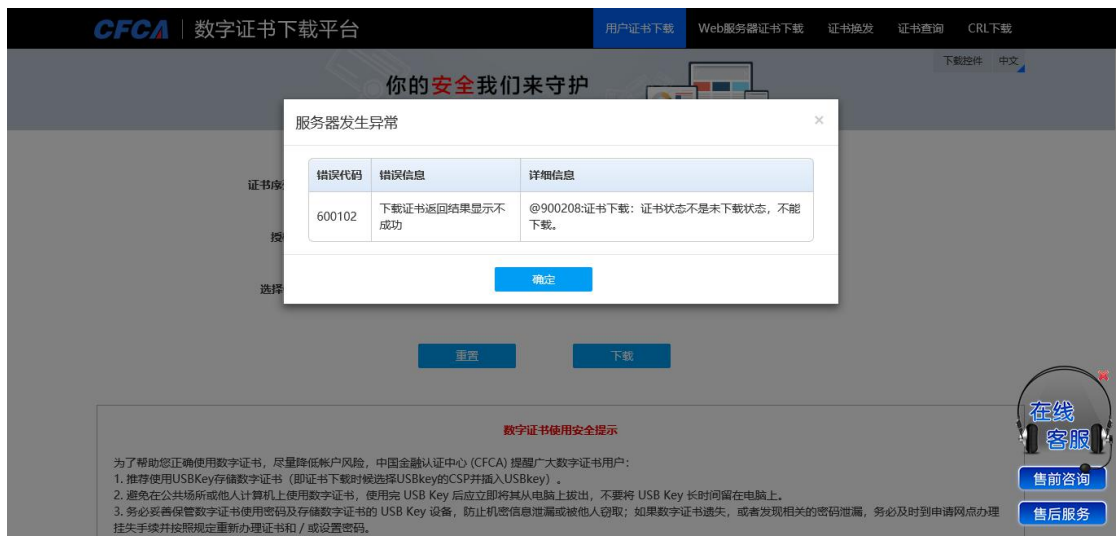 CFCA 数字证书下载平台
用户证书下载 Web服务器证书下载 证书换发 证书查询 CRL下载
下载控件 中文
你的安全我们来守护
服务器发生异常 ×
错误代码 错误信息 详细信息
600102 下载证书返回结果显示不成功 @900208:证书下载：证书状态不是未下载状态，不能下载。
证书序
授
选择
确定
重置 下载
数字证书使用安全提示
为了帮助您正确使用数字证书，尽量降低帐户风险，中国金融认证中心 (CFCA) 提醒广大数字证书用户：
1. 推荐使用USBKey存储数字证书（即证书下载时候选择USBkey的CSP并插入USBkey）。
2. 避免在公共场所或他人计算机上使用数字证书，使用完 USB Key 后应立即将其从电脑上拔出，不要将 USB Key 长时间留在电脑上。
3. 务必妥善保管数字证书使用密码及存储数字证书的 USB Key 设备，防止机密信息泄漏或被他人窃取；如果数字证书遗失，或者发现相关的密码泄漏，务必及时到申请网点办理
挂失手续并按照规定重新办理证书和 / 或设置密码。
在线
客服
售前咨询
售后服务